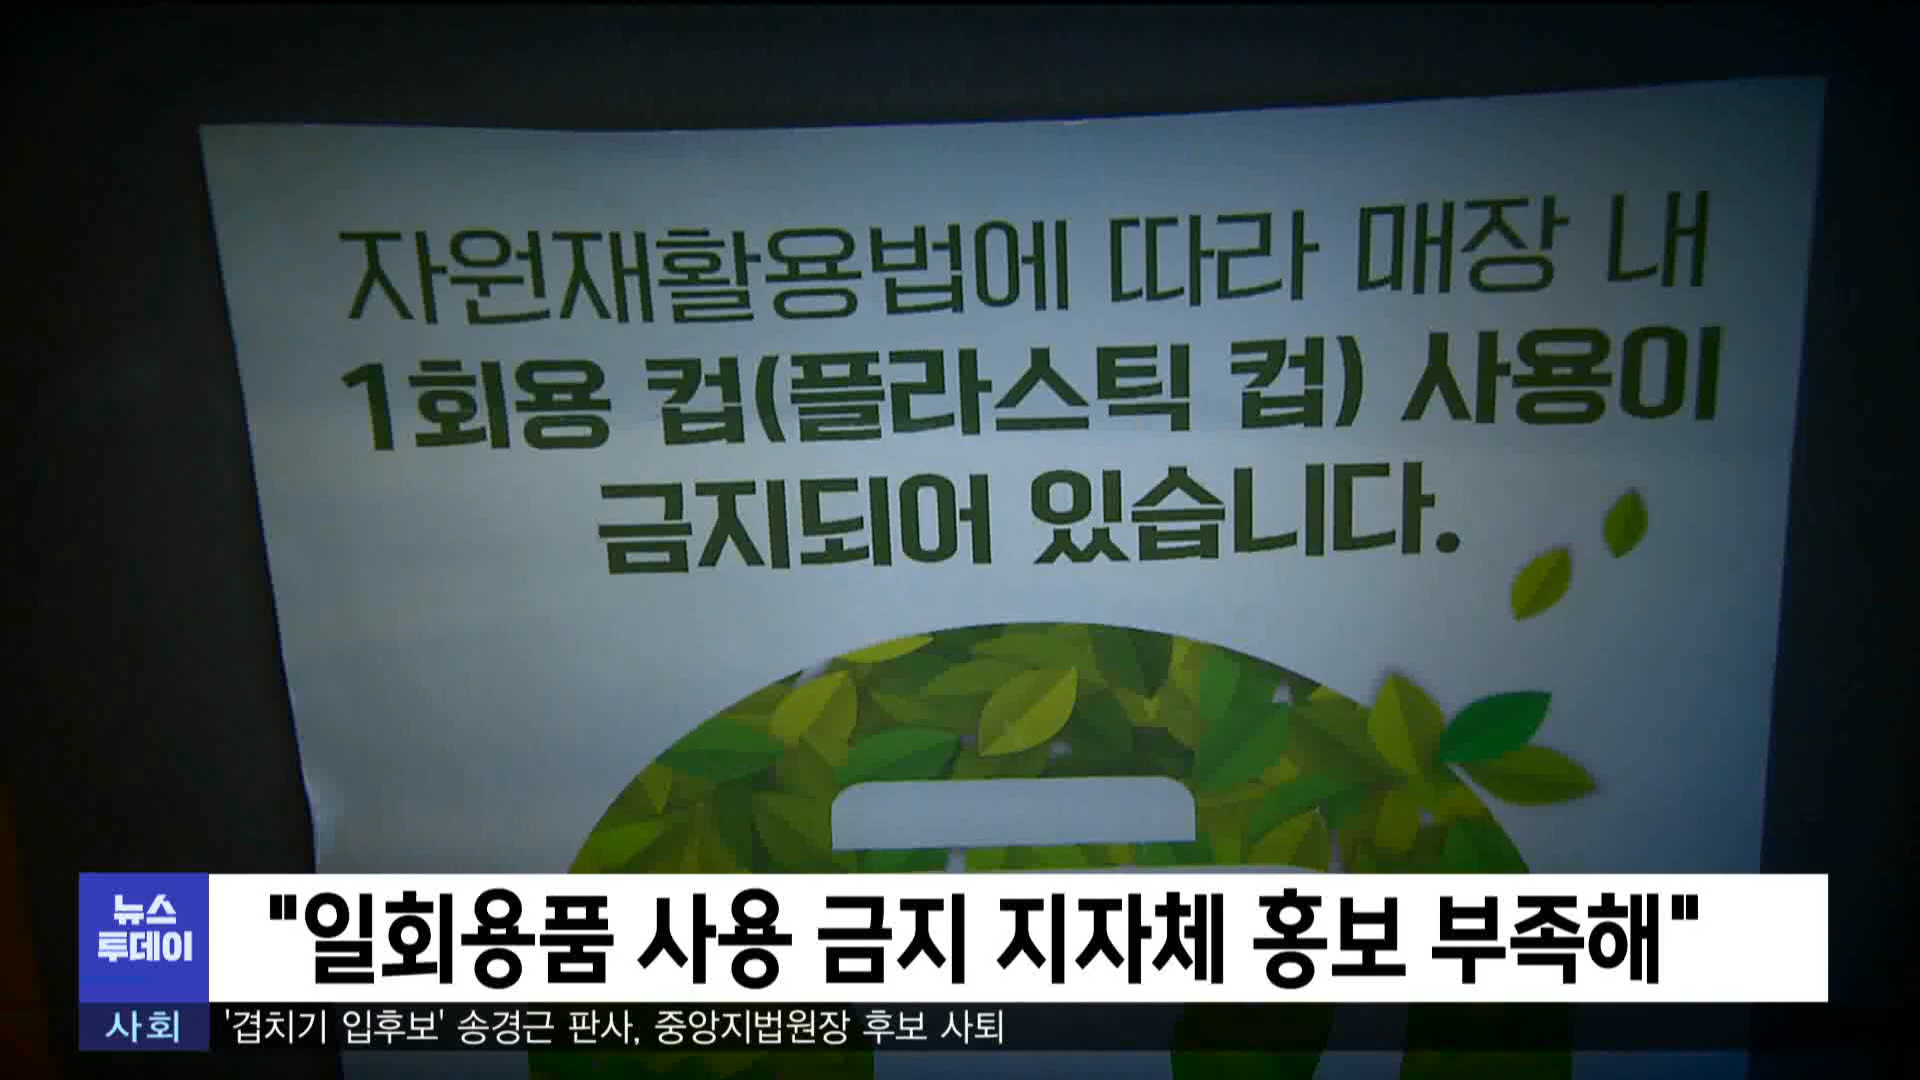 자원재활용법에 따라 매장 내
1회용 컵(플라스틱 컵) 사용이
금지되어 있습니다.
뉴스
투데이
"일회용품 사용 금지 지자체 홍보 부족해"
사회
'겹치기 입후보' 송경근 판사, 중앙지법원장 후보 사퇴